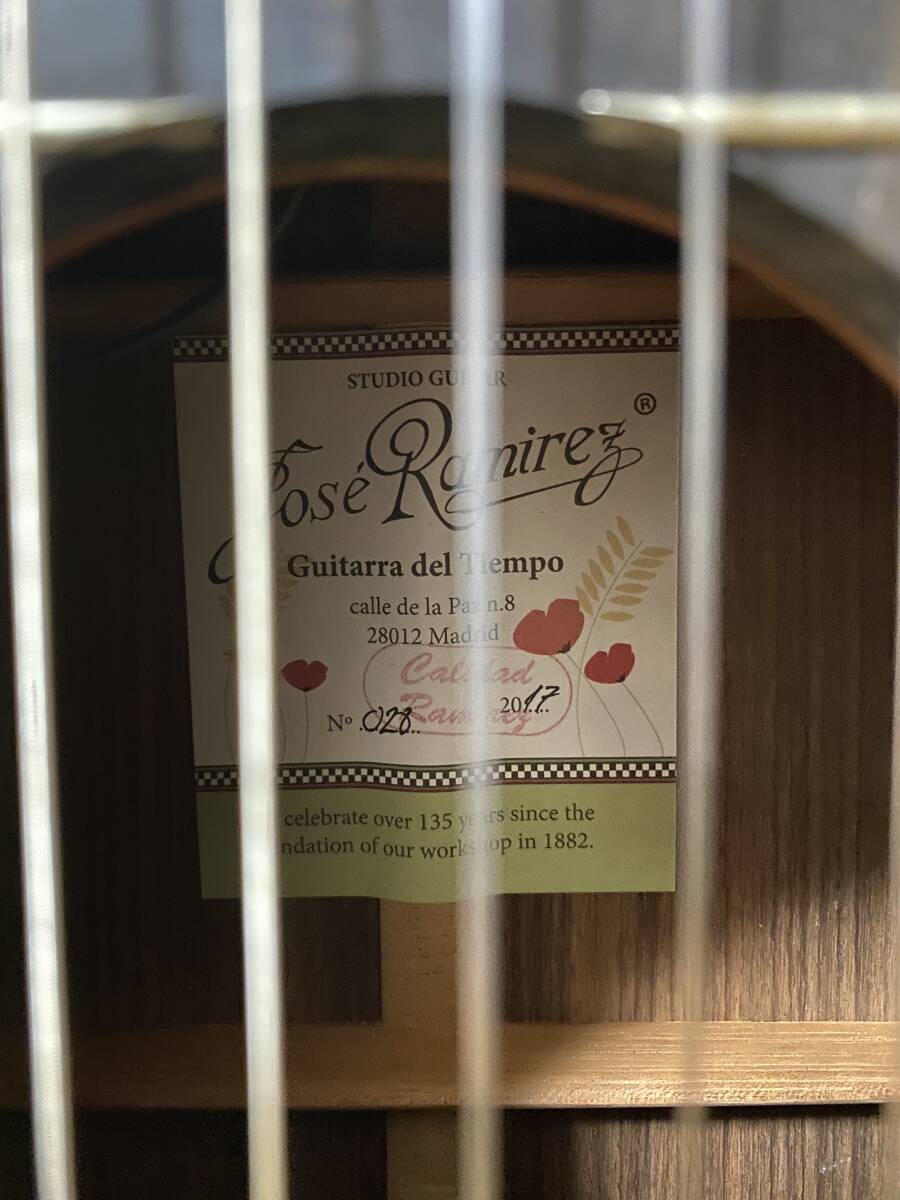 STUDIO GUITAR
José Ramirez ®
Guitarra del Tiempo
calle de la Paz n.8
28012 Madrid
Calidad
Ramirez
Nº .028.. 2017..
celebrate over 135 years since the
ndation of our workshop in 1882.